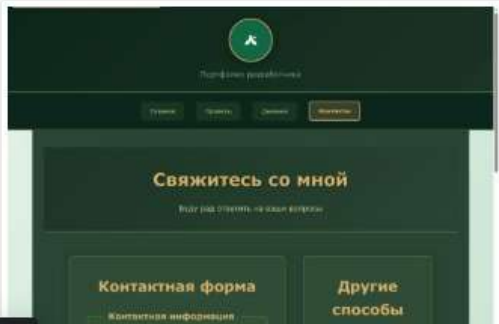 Портфолио разработчика
Главная
Проекты
Дневник
Контакты
Свяжитесь со мной
Буду рад ответить на ваши вопросы
Контактная форма
Другие
способы
Контактная информация